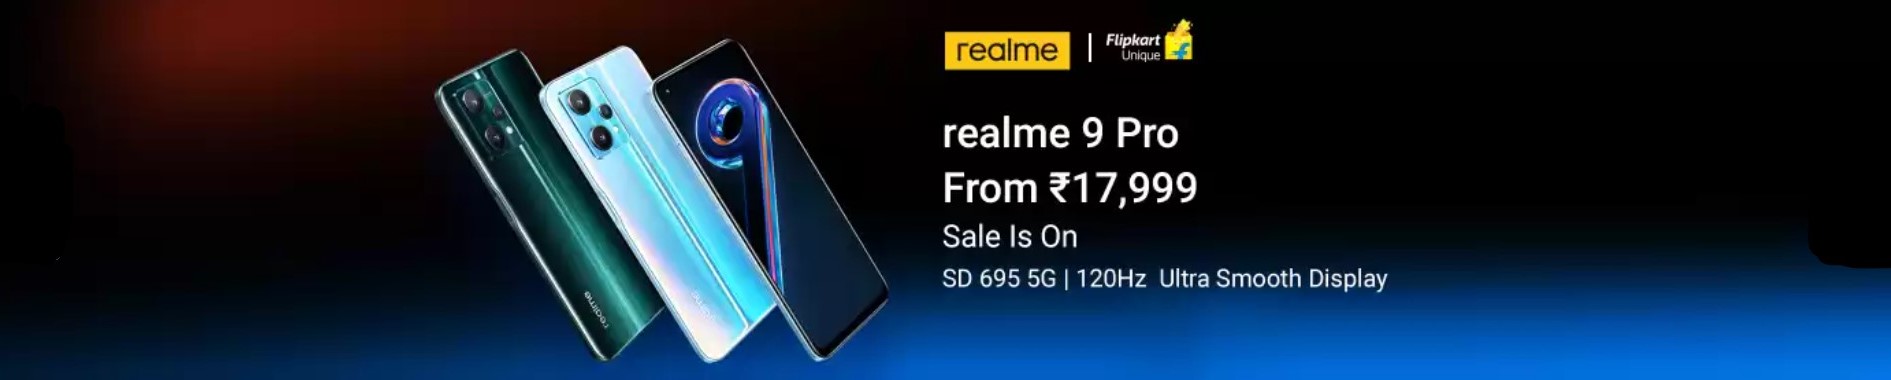 realme | Flipkart
Unique
realme 9 Pro
From ₹17,999
Sale Is On
SD 695 5G | 120Hz Ultra Smooth Display
realme